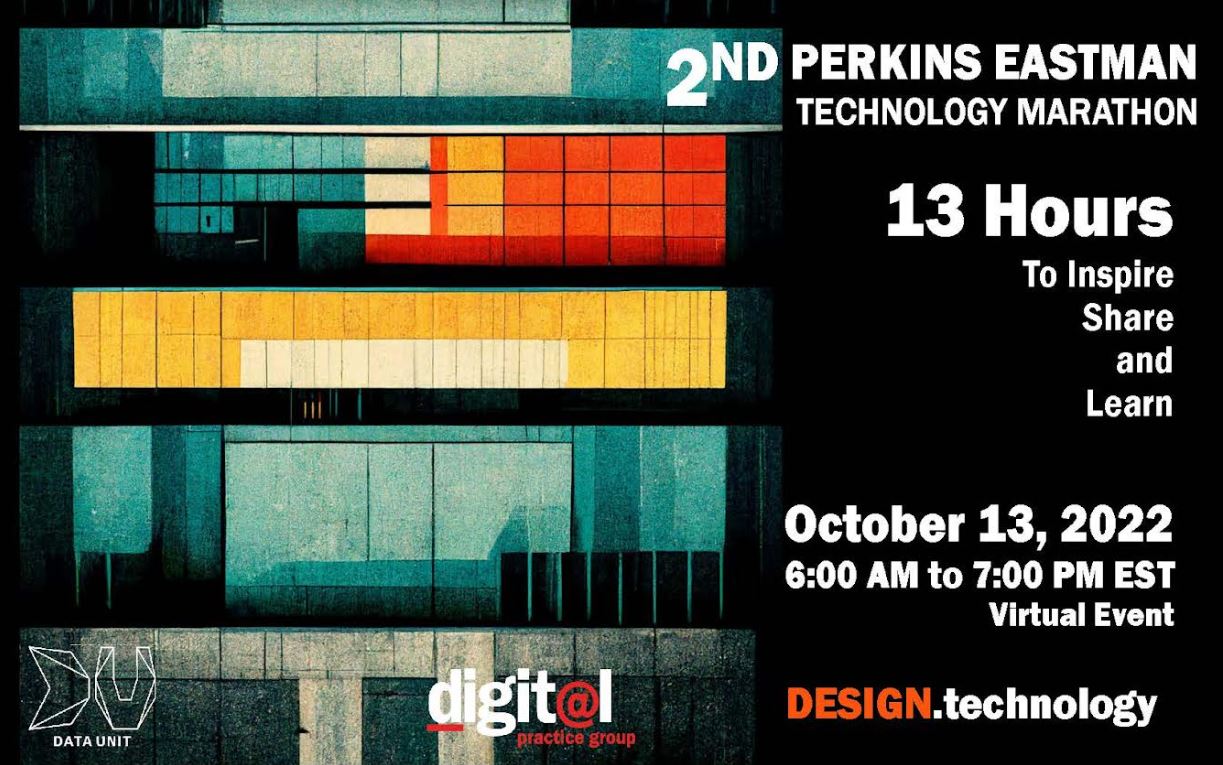 2ND PERKINS EASTMAN
TECHNOLOGY MARATHON
13 Hours
To Inspire
Share
and
Learn
October 13, 2022
6:00 AM to 7:00 PM EST
Virtual Event
DU
DATA UNIT
digit@l
practice group
DESIGN.technology